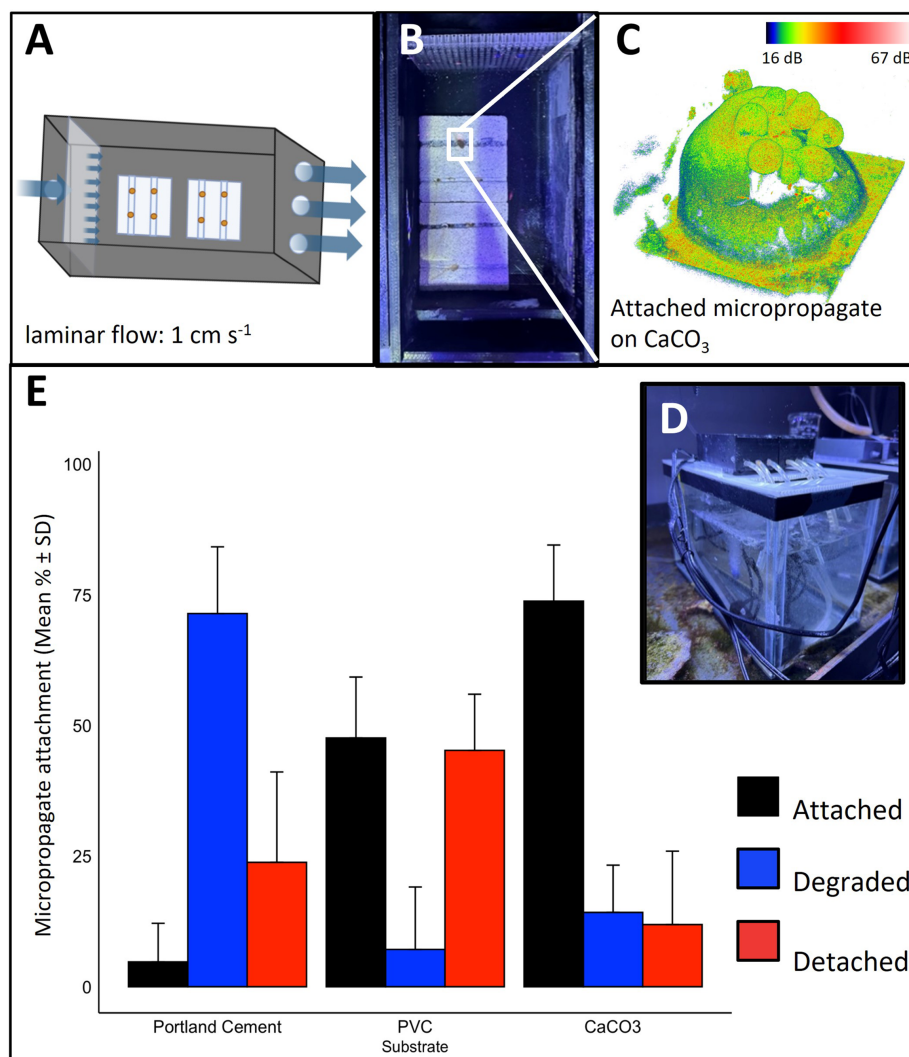 A
laminar flow: 1 cm s-1
B
C
16 dB 67 dB
Attached micropropagate
on CaCO3
E
D
Micropropagate attachment (Mean % ± SD)
100
75
50
25
0
Portland Cement PVC CaCO3
Substrate
Attached
Degraded
Detached